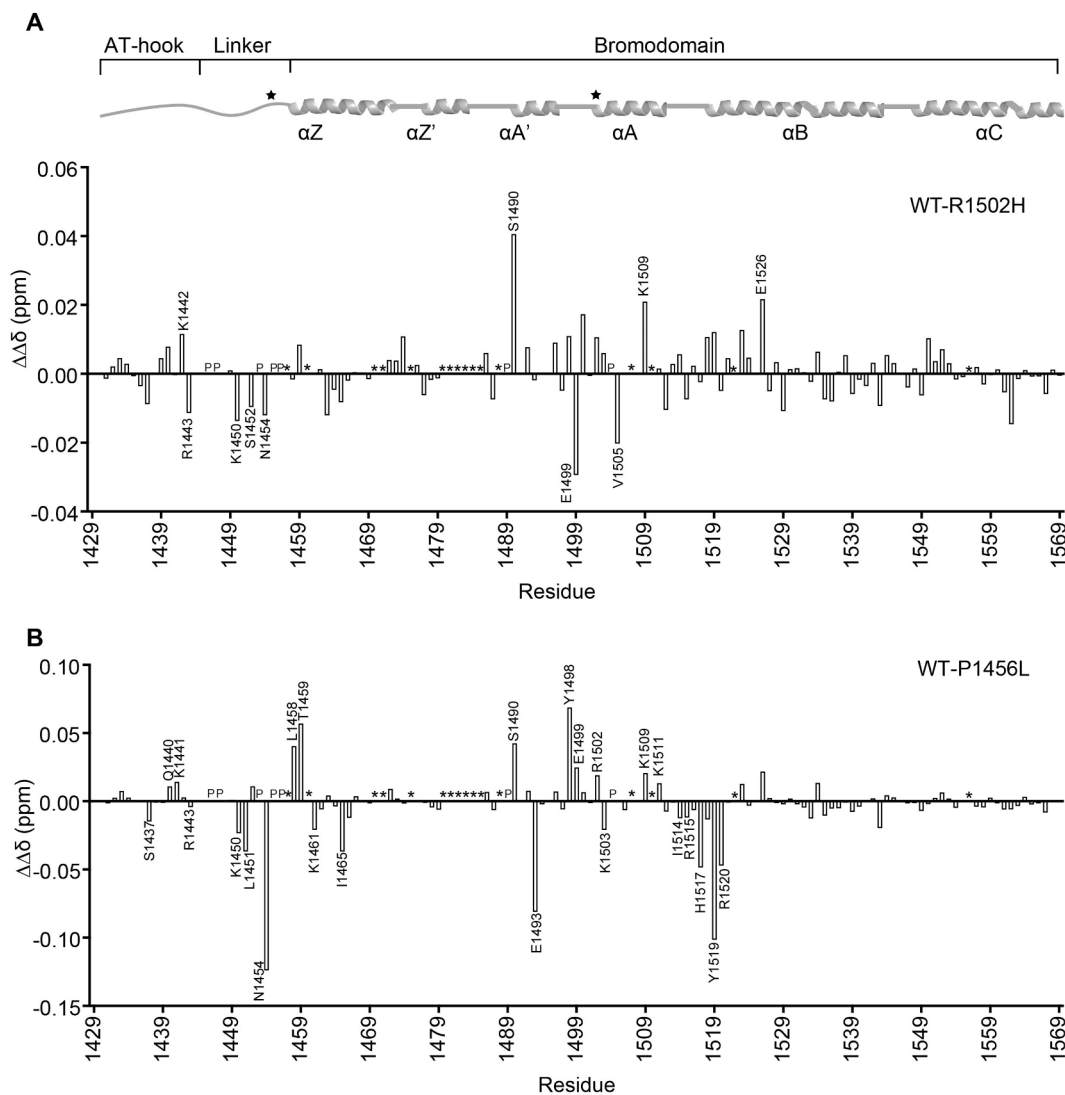 A
AT-hook Linker Bromodomain
★ ★
αZ αZ' αA' αA αB αC
WT-R1502H
ΔΔδ (ppm)
0.06
0.04
0.02
0.00
-0.02
-0.04
K1442 S1490 K1509 E1526
P P P P P * * * * * * * * * * * * P P * * * *
R1443 K1450 S1452 N1454 E1499 V1505
1429 1439 1449 1459 1469 1479 1489 1499 1509 1519 1529 1539 1549 1559 1569
Residue
B
WT-P1456L
ΔΔδ (ppm)
0.10
0.05
0.00
-0.05
-0.10
-0.15
Q1440 K1441 L1458 T1459 S1490 Y1498 E1499 R1502 K1509 K1511
P P P P P * * * * * * * * * * * * P P * * * *
S1437 R1443 K1450 L1451 N1454 K1461 I1465 E1493 K1503 I1514 R1515 H1517 Y1519 R1520
1429 1439 1449 1459 1469 1479 1489 1499 1509 1519 1529 1539 1549 1559 1569
Residue